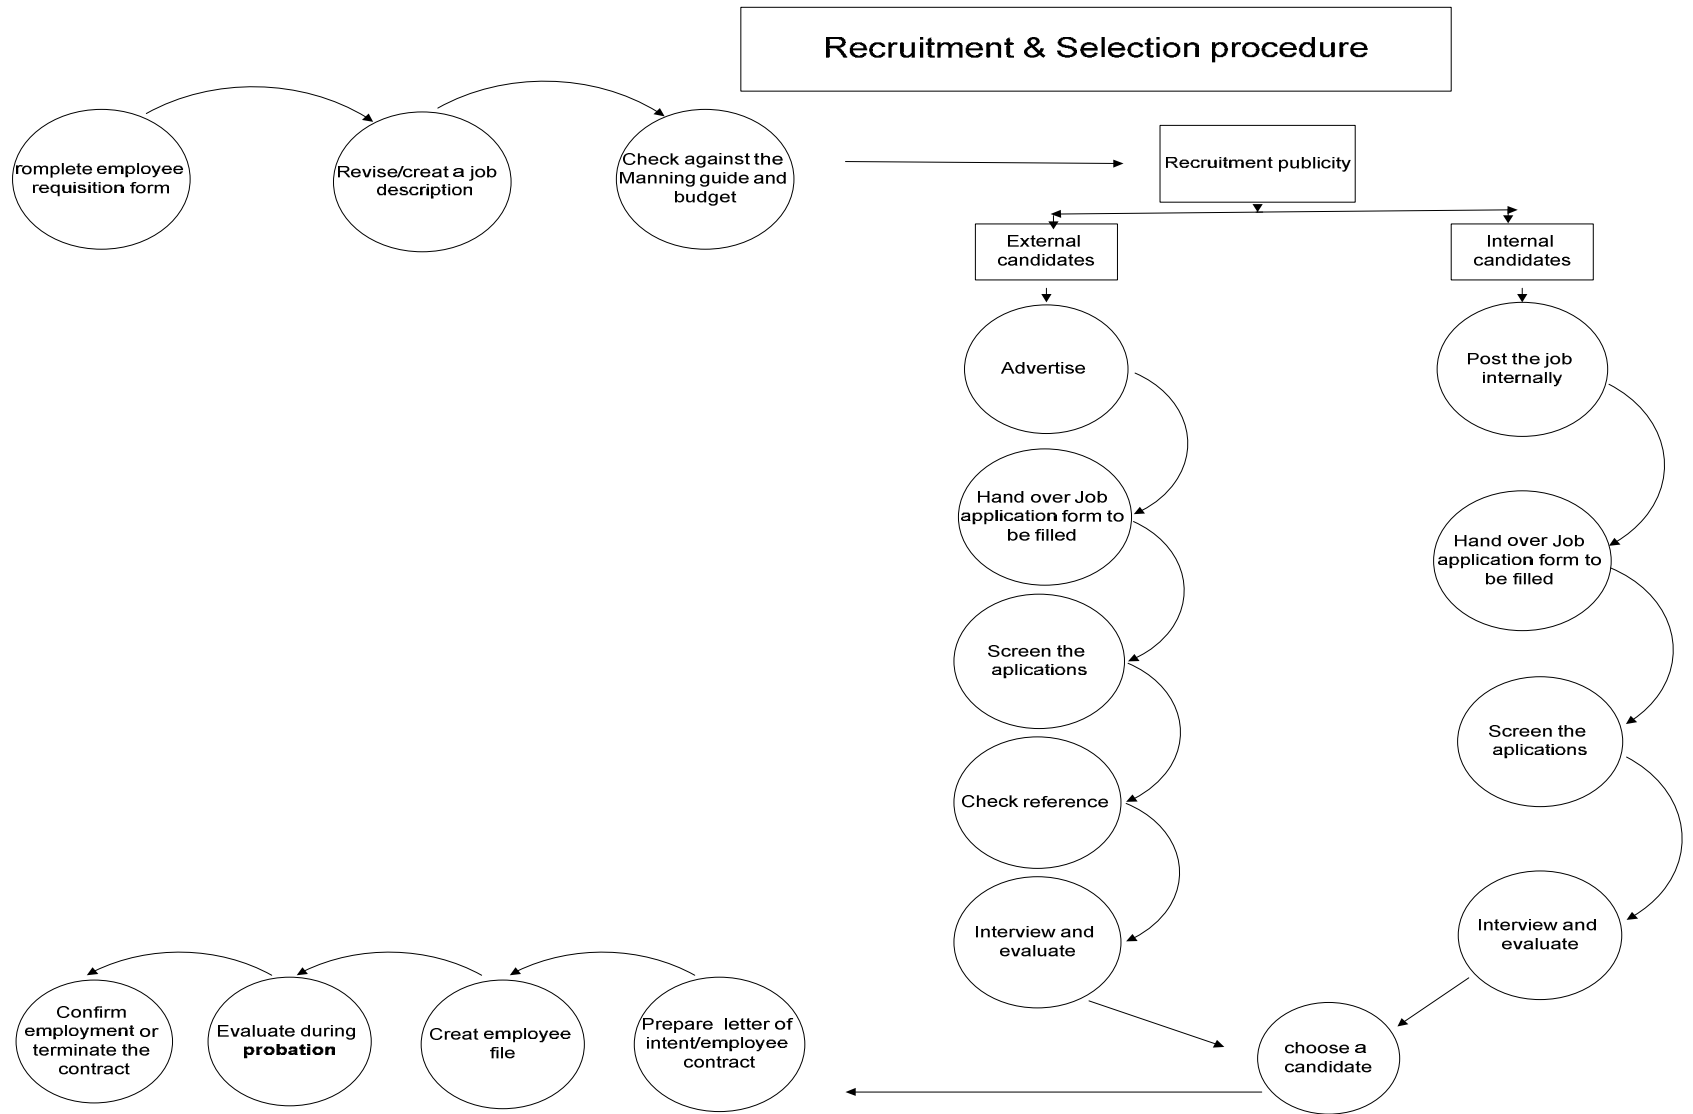 Recruitment & Selection procedure
romplete employee
requisition form
Revise/creat a job
description
Check against the
Manning guide and
budget
Recruitment publicity
External
candidates
Internal
candidates
Advertise
Post the job
internally
Hand over Job
application form to
be filled
Hand over Job
application form to
be filled
Screen the
aplications
Screen the
aplications
Check reference
Interview and
evaluate
Interview and
evaluate
choose a
candidate
Prepare letter of
intent/employee
contract
Creat employee
file
Evaluate during
probation
Confirm
employment or
terminate the
contract